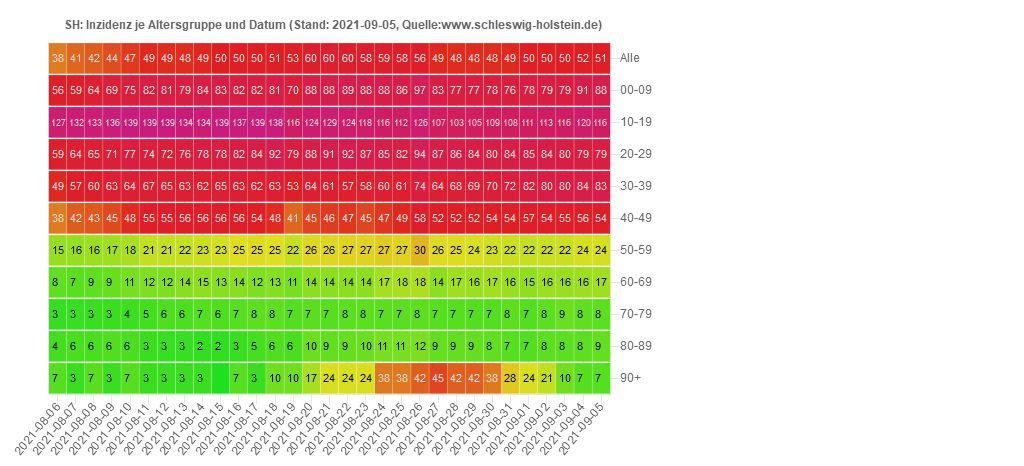 SH: Inzidenz je Altersgruppe und Datum (Stand: 2021-09-05, Quelle:www.schleswig-holstein.de)
38 41 42 44 47 49 49 48 49 50 50 50 51 53 60 60 60 58 59 58 56 49 48 48 48 49 50 50 50 52 51 Alle
56 59 64 69 75 82 81 79 84 83 82 82 81 70 88 88 89 88 88 86 97 83 77 77 78 76 78 79 79 91 88 00-09
127 132 133 136 139 139 139 134 134 139 137 139 138 116 124 129 124 118 116 112 126 107 103 105 109 108 111 113 116 120 116 10-19
59 64 65 71 77 74 72 76 78 78 82 84 92 79 88 91 92 87 85 82 94 87 86 84 80 84 85 84 80 79 79 20-29
49 57 60 63 64 67 65 63 62 65 63 62 63 53 64 61 57 58 60 61 74 64 68 69 70 72 82 80 80 84 83 30-39
38 42 43 45 48 55 55 56 56 56 56 54 48 41 45 46 47 45 47 49 58 52 52 52 54 54 57 54 55 56 54 40-49
15 16 16 17 18 21 21 22 23 23 25 25 25 22 26 26 27 27 27 27 30 26 25 24 23 22 22 22 22 24 24 50-59
8 7 9 9 11 12 12 14 15 13 14 12 13 11 14 14 14 14 17 18 18 14 17 16 17 16 15 16 16 16 17 60-69
3 3 3 3 4 5 6 6 7 6 7 8 8 7 7 7 8 8 7 7 8 7 7 7 7 8 7 8 9 8 8 70-79
4 6 6 6 6 3 3 3 2 2 3 5 6 6 10 9 9 10 11 11 12 9 9 9 8 7 7 8 8 8 9 80-89
7 3 7 3 7 3 3 3 3 7 3 10 10 17 24 24 24 38 38 42 45 42 42 38 28 24 21 10 7 7 90+
2021-08-06
2021-08-07
2021-08-08
2021-08-09
2021-08-10
2021-08-11
2021-08-12
2021-08-13
2021-08-14
2021-08-15
2021-08-16
2021-08-17
2021-08-18
2021-08-19
2021-08-20
2021-08-21
2021-08-22
2021-08-23
2021-08-24
2021-08-25
2021-08-26
2021-08-27
2021-08-28
2021-08-29
2021-08-30
2021-08-31
2021-09-01
2021-09-02
2021-09-03
2021-09-04
2021-09-05